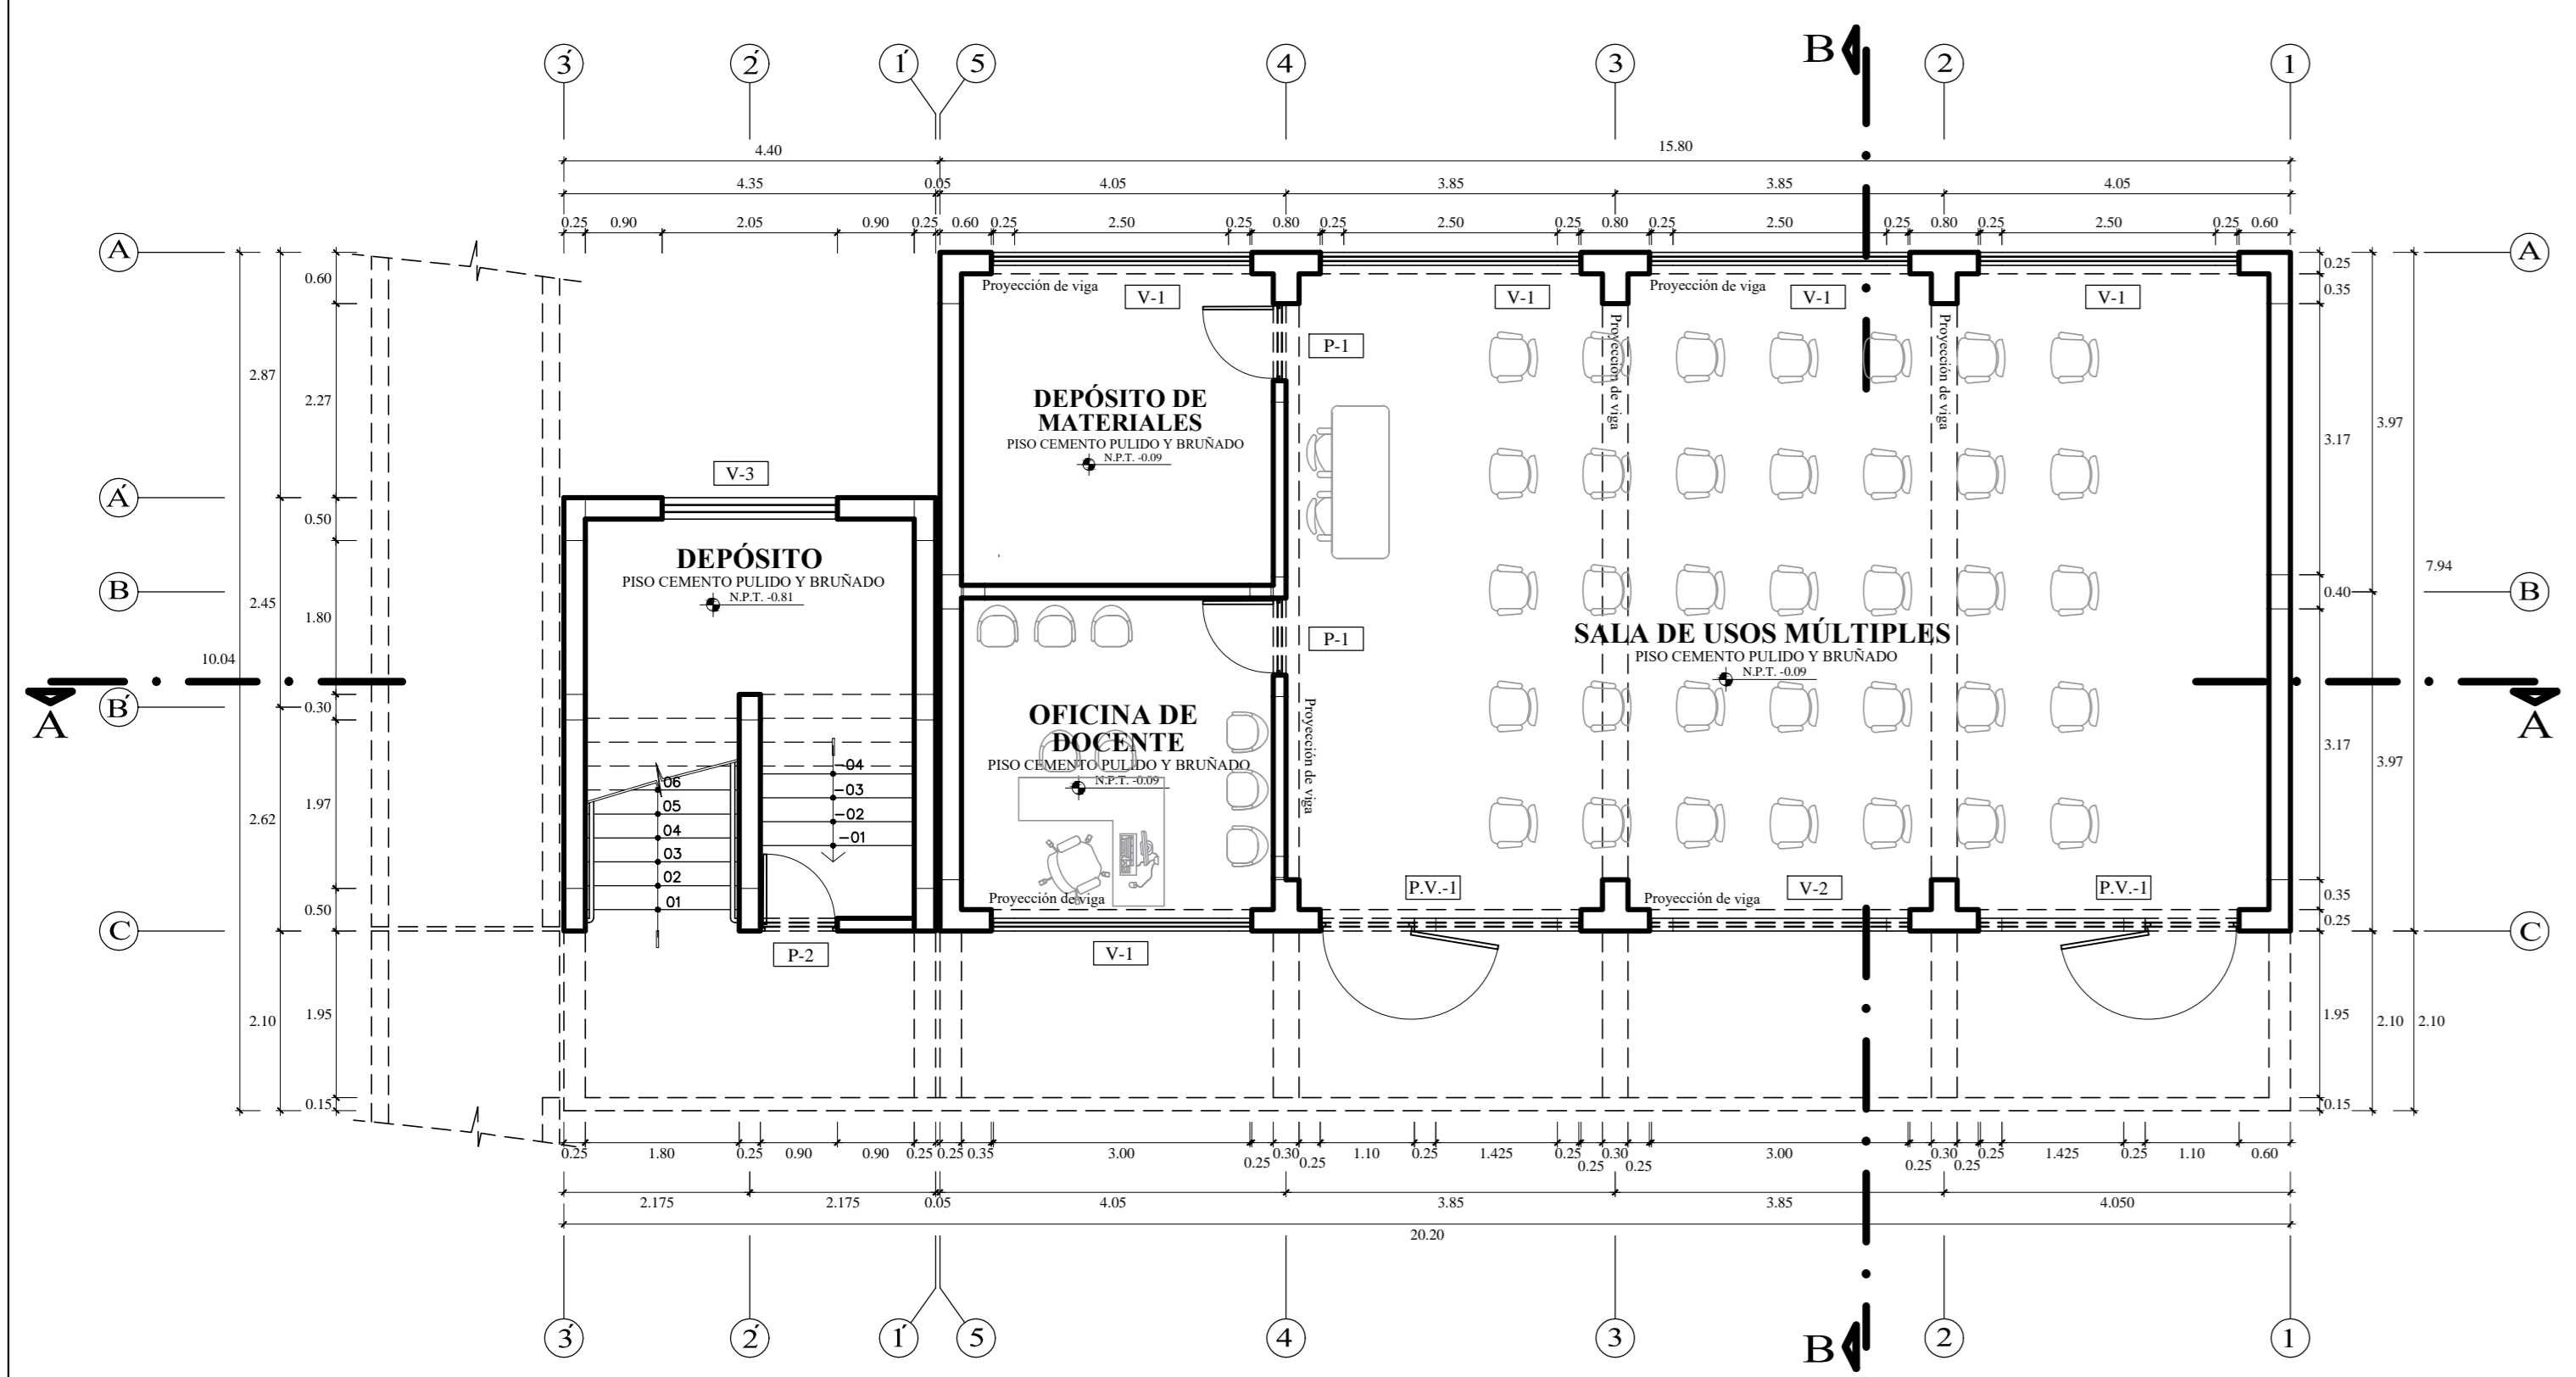 B
3́ 2́ 1́ 5 4 3 2 1
4.40 15.80
4.35 0.05 4.05 3.85 3.85 4.05
0.25 0.90 2.05 0.90 0.25 0.60 0.25 2.50 0.25 0.80 0.25 2.50 0.25 0.80 0.25 2.50 0.25 0.80 0.25 2.50 0.25 0.60
A
Á
B
B́
C
10.04
2.87
2.45
2.62
2.10
0.60
2.27
0.50
1.80
0.30
1.97
0.50
1.95
0.15
A
V-3
DEPÓSITO
PISO CEMENTO PULIDO Y BRUÑADO
N.P.T. -0.81
06
05
04
03
02
01
-04
-03
-02
-01
P-2
Proyección de viga
V-1
P-1
DEPÓSITO DE
MATERIALES
PISO CEMENTO PULIDO Y BRUÑADO
N.P.T. -0.09
P-1
OFICINA DE
DOCENTE
PISO CEMENTO PULIDO Y BRUÑADO
N.P.T. -0.09
Proyección de viga
V-1
Proyección de viga
V-1
Proyección de viga
V-1
V-1
Proyección de viga
Proyección de viga
SALA DE USOS MÚLTIPLES
PISO CEMENTO PULIDO Y BRUÑADO
N.P.T. -0.09
P.V.-1
Proyección de viga
V-2
P.V.-1
0.25
0.35
3.17
0.40
3.17
0.35
0.25
1.95
0.15
3.97
3.97
2.10
7.94
2.10
A
B
A
C
0.25 1.80 0.25 0.90 0.90 0.25 0.25 0.35 3.00 0.25 0.30 0.25 1.10 0.25 1.425 0.25 0.25 0.30 0.25 3.00 0.25 0.30 0.25 0.25 1.425 0.25 1.10 0.60
2.175 2.175 0.05 4.05 3.85 3.85 4.050
20.20
3́ 2́ 1́ 5 4 3 2 1
B